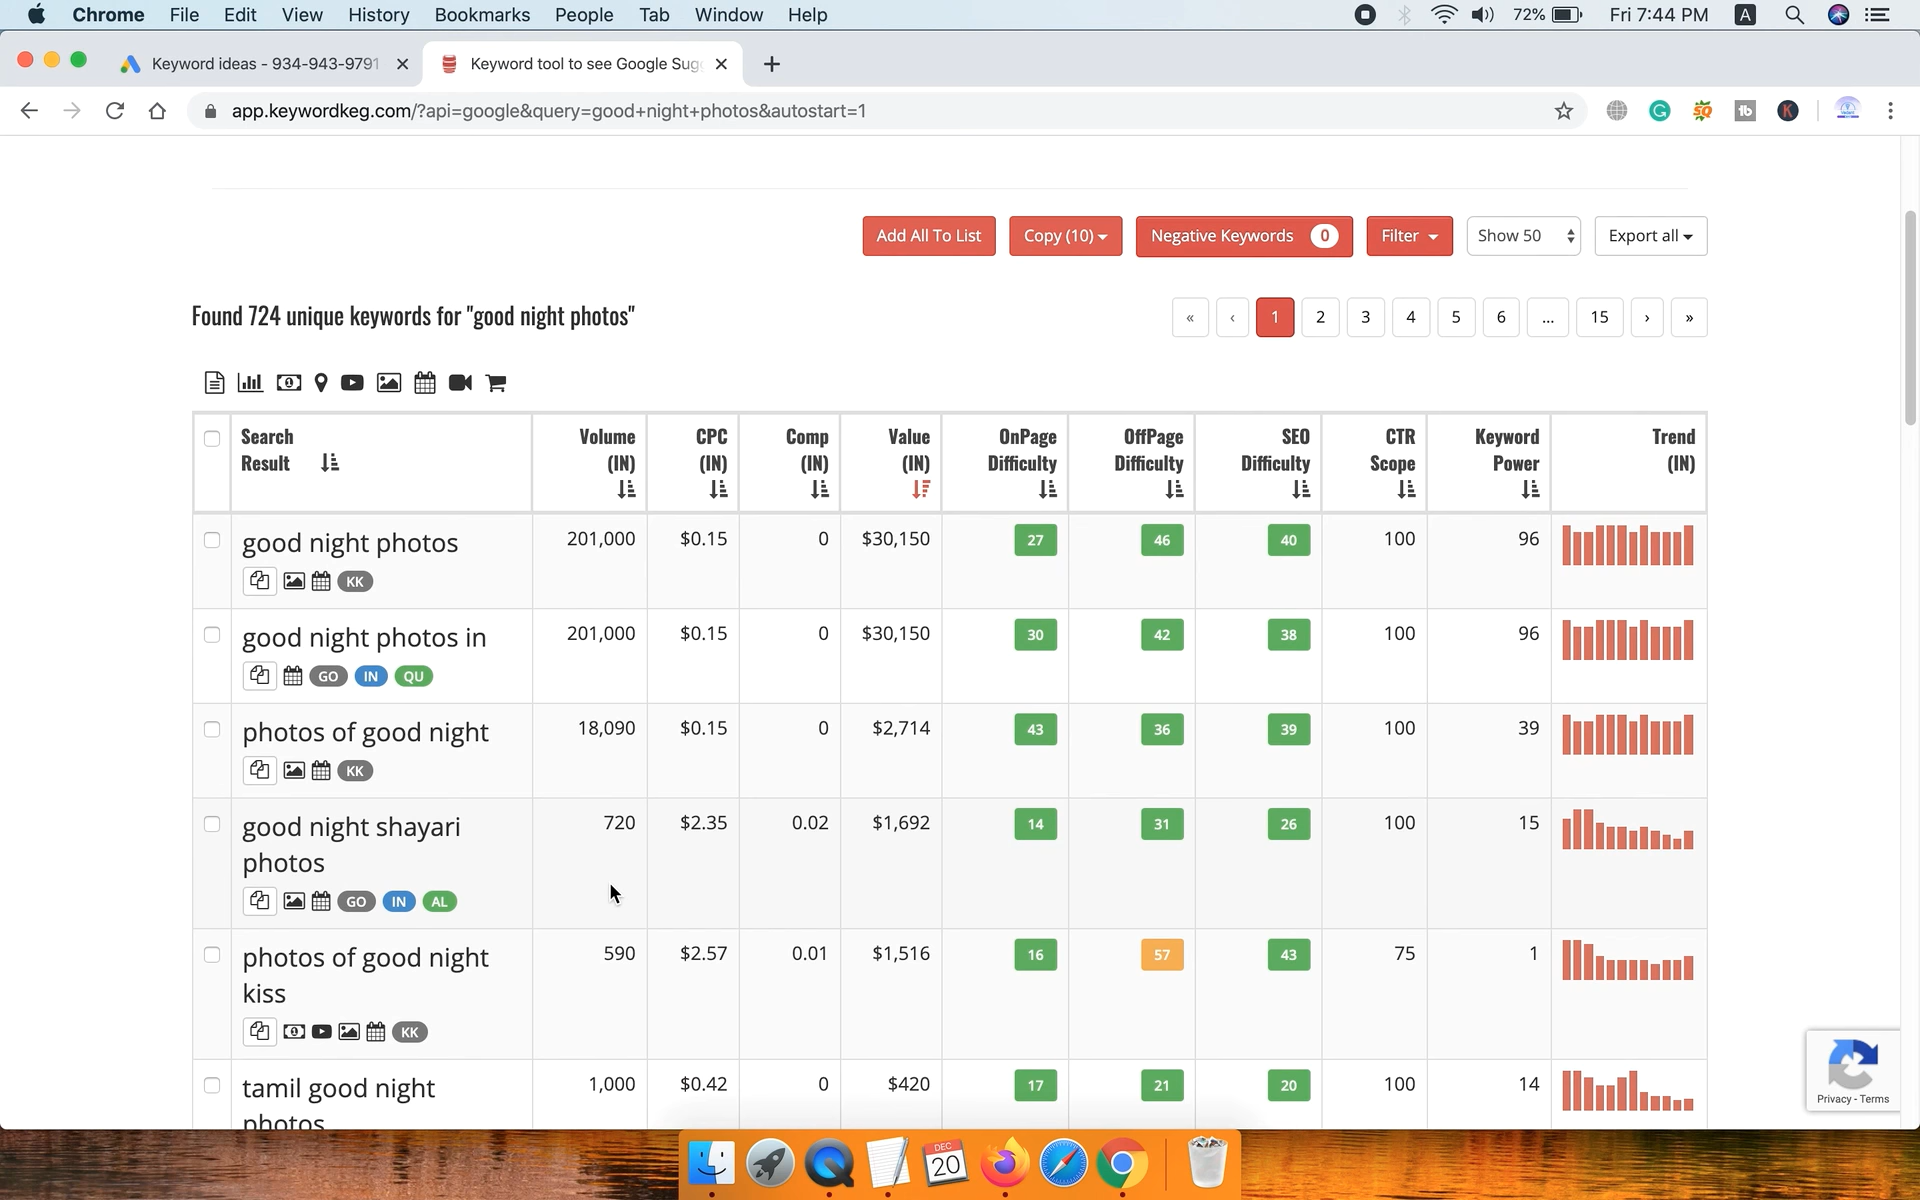 Chrome File Edit View History Bookmarks People Tab Window Help 72% Fri 7:44 PM A
Keyword ideas - 934-943-9791 Keyword tool to see Google Sug
app.keywordkeg.com/?api=google&query=good+night+photos&autostart=1
Add All To List Copy (10) Negative Keywords 0 Filter Show 50 Export all
Found 724 unique keywords for "good night photos"
« ‹ 1 2 3 4 5 6 ... 15 › »
Search Result Volume (IN) CPC (IN) Comp (IN) Value (IN) OnPage Difficulty OffPage Difficulty SEO Difficulty CTR Scope Keyword Power Trend (IN)
good night photos 201,000 $0.15 0 $30,150 27 46 40 100 96
KK
good night photos in 201,000 $0.15 0 $30,150 30 42 38 100 96
GO IN QU
photos of good night 18,090 $0.15 0 $2,714 43 36 39 100 39
KK
good night shayari 720 $2.35 0.02 $1,692 14 31 26 100 15
photos
GO IN AL
photos of good night 590 $2.57 0.01 $1,516 16 57 43 75 1
kiss
KK
tamil good night 1,000 $0.42 0 $420 17 21 20 100 14
photos
Privacy - Terms
DEC
20